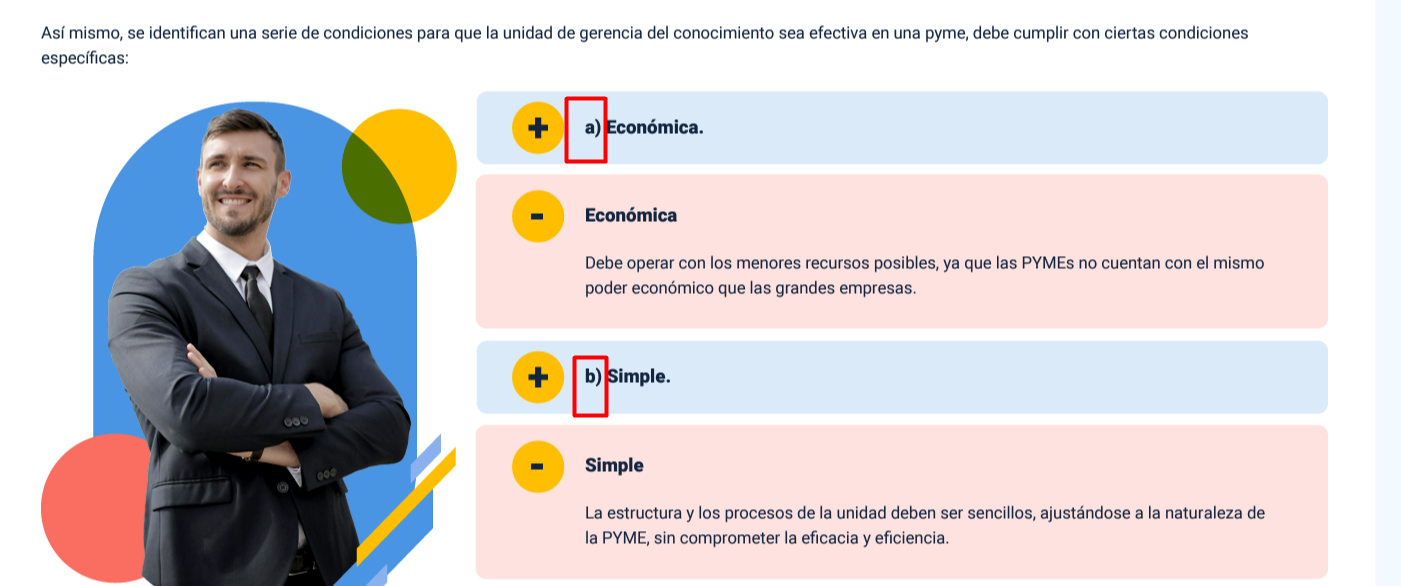 Así mismo, se identifican una serie de condiciones para que la unidad de gerencia del conocimiento sea efectiva en una pyme, debe cumplir con ciertas condiciones
específicas:
+ a) Económica.
- Económica
Debe operar con los menores recursos posibles, ya que las PYMEs no cuentan con el mismo
poder económico que las grandes empresas.
+ b) Simple.
- Simple
La estructura y los procesos de la unidad deben ser sencillos, ajustándose a la naturaleza de
la PYME, sin comprometer la eficacia y eficiencia.